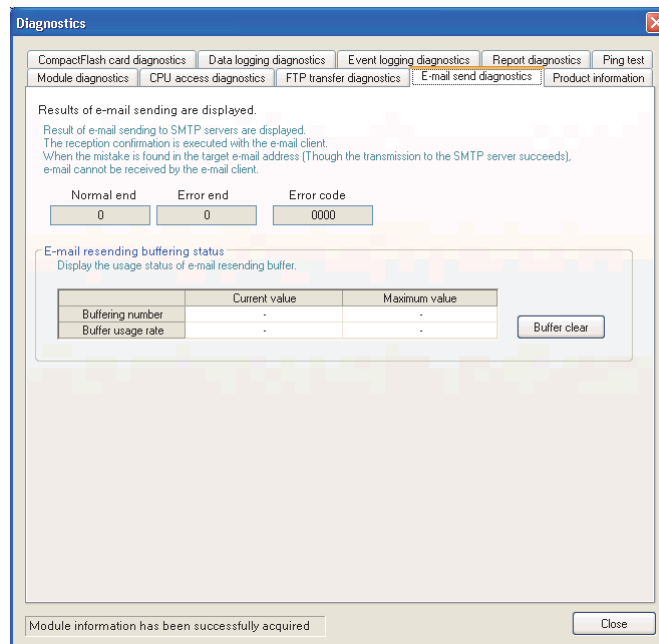 Diagnostics
CompactFlash card diagnostics Data logging diagnostics Event logging diagnostics Report diagnostics Ping test
Module diagnostics CPU access diagnostics FTP transfer diagnostics E-mail send diagnostics Product information
Results of e-mail sending are displayed.
Result of e-mail sending to SMTP servers are displayed.
The reception confirmation is executed with the e-mail client.
When the mistake is found in the target e-mail address (Though the transmission to the SMTP server succeeds),
e-mail cannot be received by the e-mail client.
Normal end Error end Error code
0 0 0000
E-mail resending buffering status
Display the usage status of e-mail resending buffer.
Current value Maximum value
Buffering number - -
Buffer usage rate - -
Buffer clear
Module information has been successfully acquired
Close